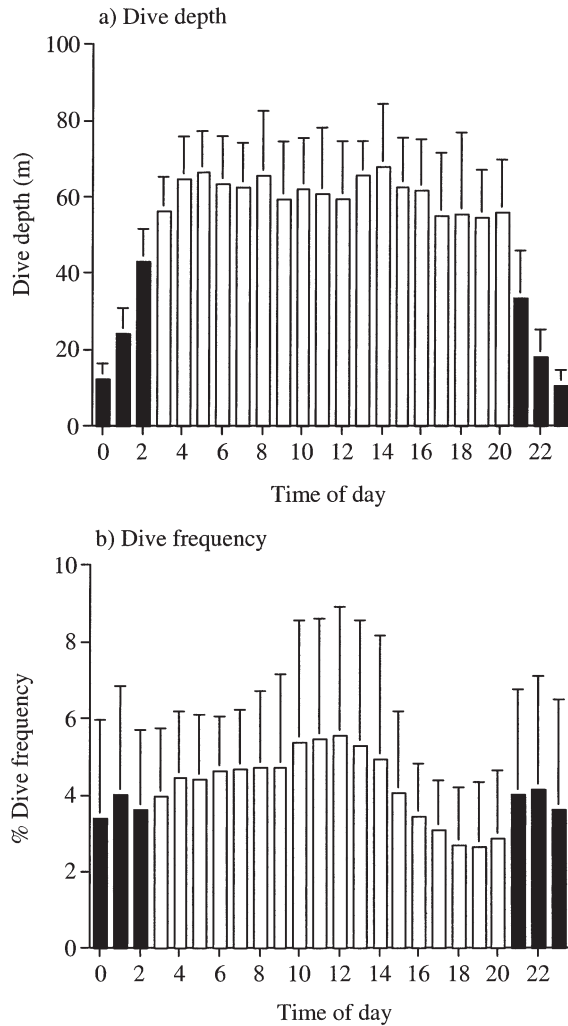 a) Dive depth
100
80
60
40
20
0
Dive depth (m)
0 2 4 6 8 10 12 14 16 18 20 22
Time of day
b) Dive frequency
10
8
6
4
2
0
% Dive frequency
0 2 4 6 8 10 12 14 16 18 20 22
Time of day